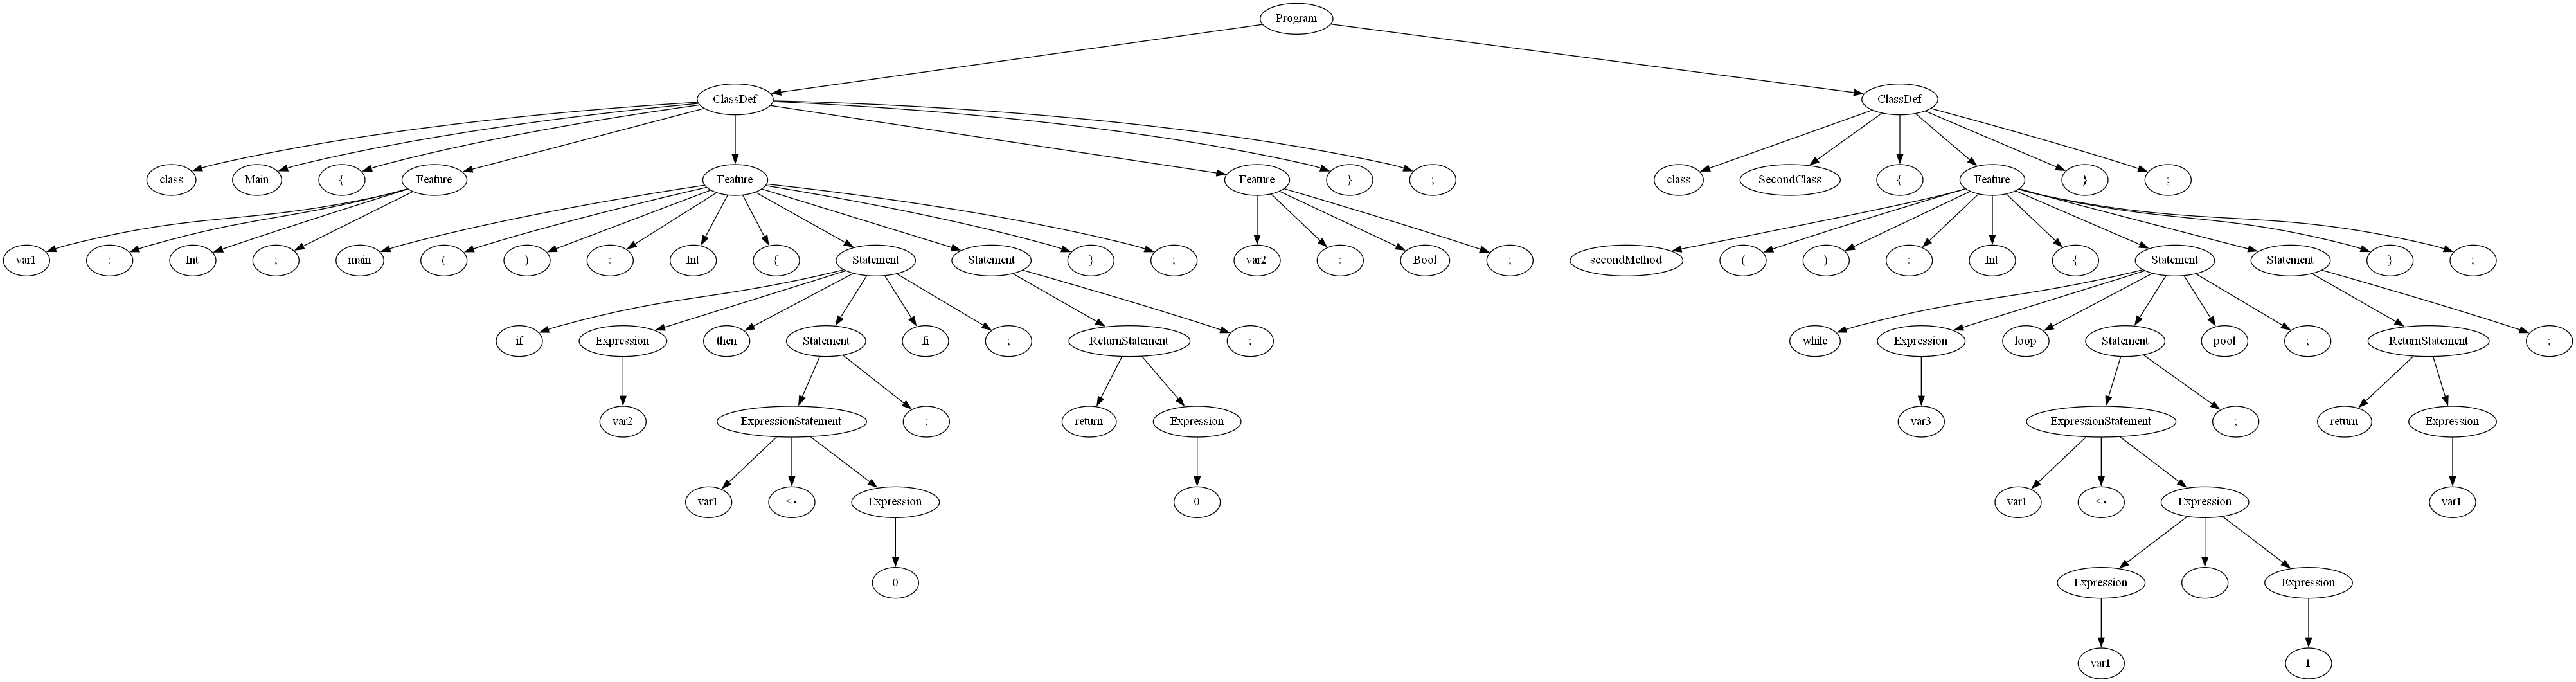 Program
ClassDef ClassDef
class Main { Feature Feature Feature } ; class SecondClass { Feature } ;
var1 : Int ; main ( ) : Int { Statement Statement } ; var2 : Bool ; secondMethod ( ) : Int { Statement Statement } ;
if Expression then Statement fi ; ReturnStatement ; while Expression loop Statement pool ; ReturnStatement ;
var2 ExpressionStatement ; return Expression var3 ExpressionStatement ; return Expression
var1 <- Expression 0 var1 <- Expression var1
0 Expression + Expression
var1 1